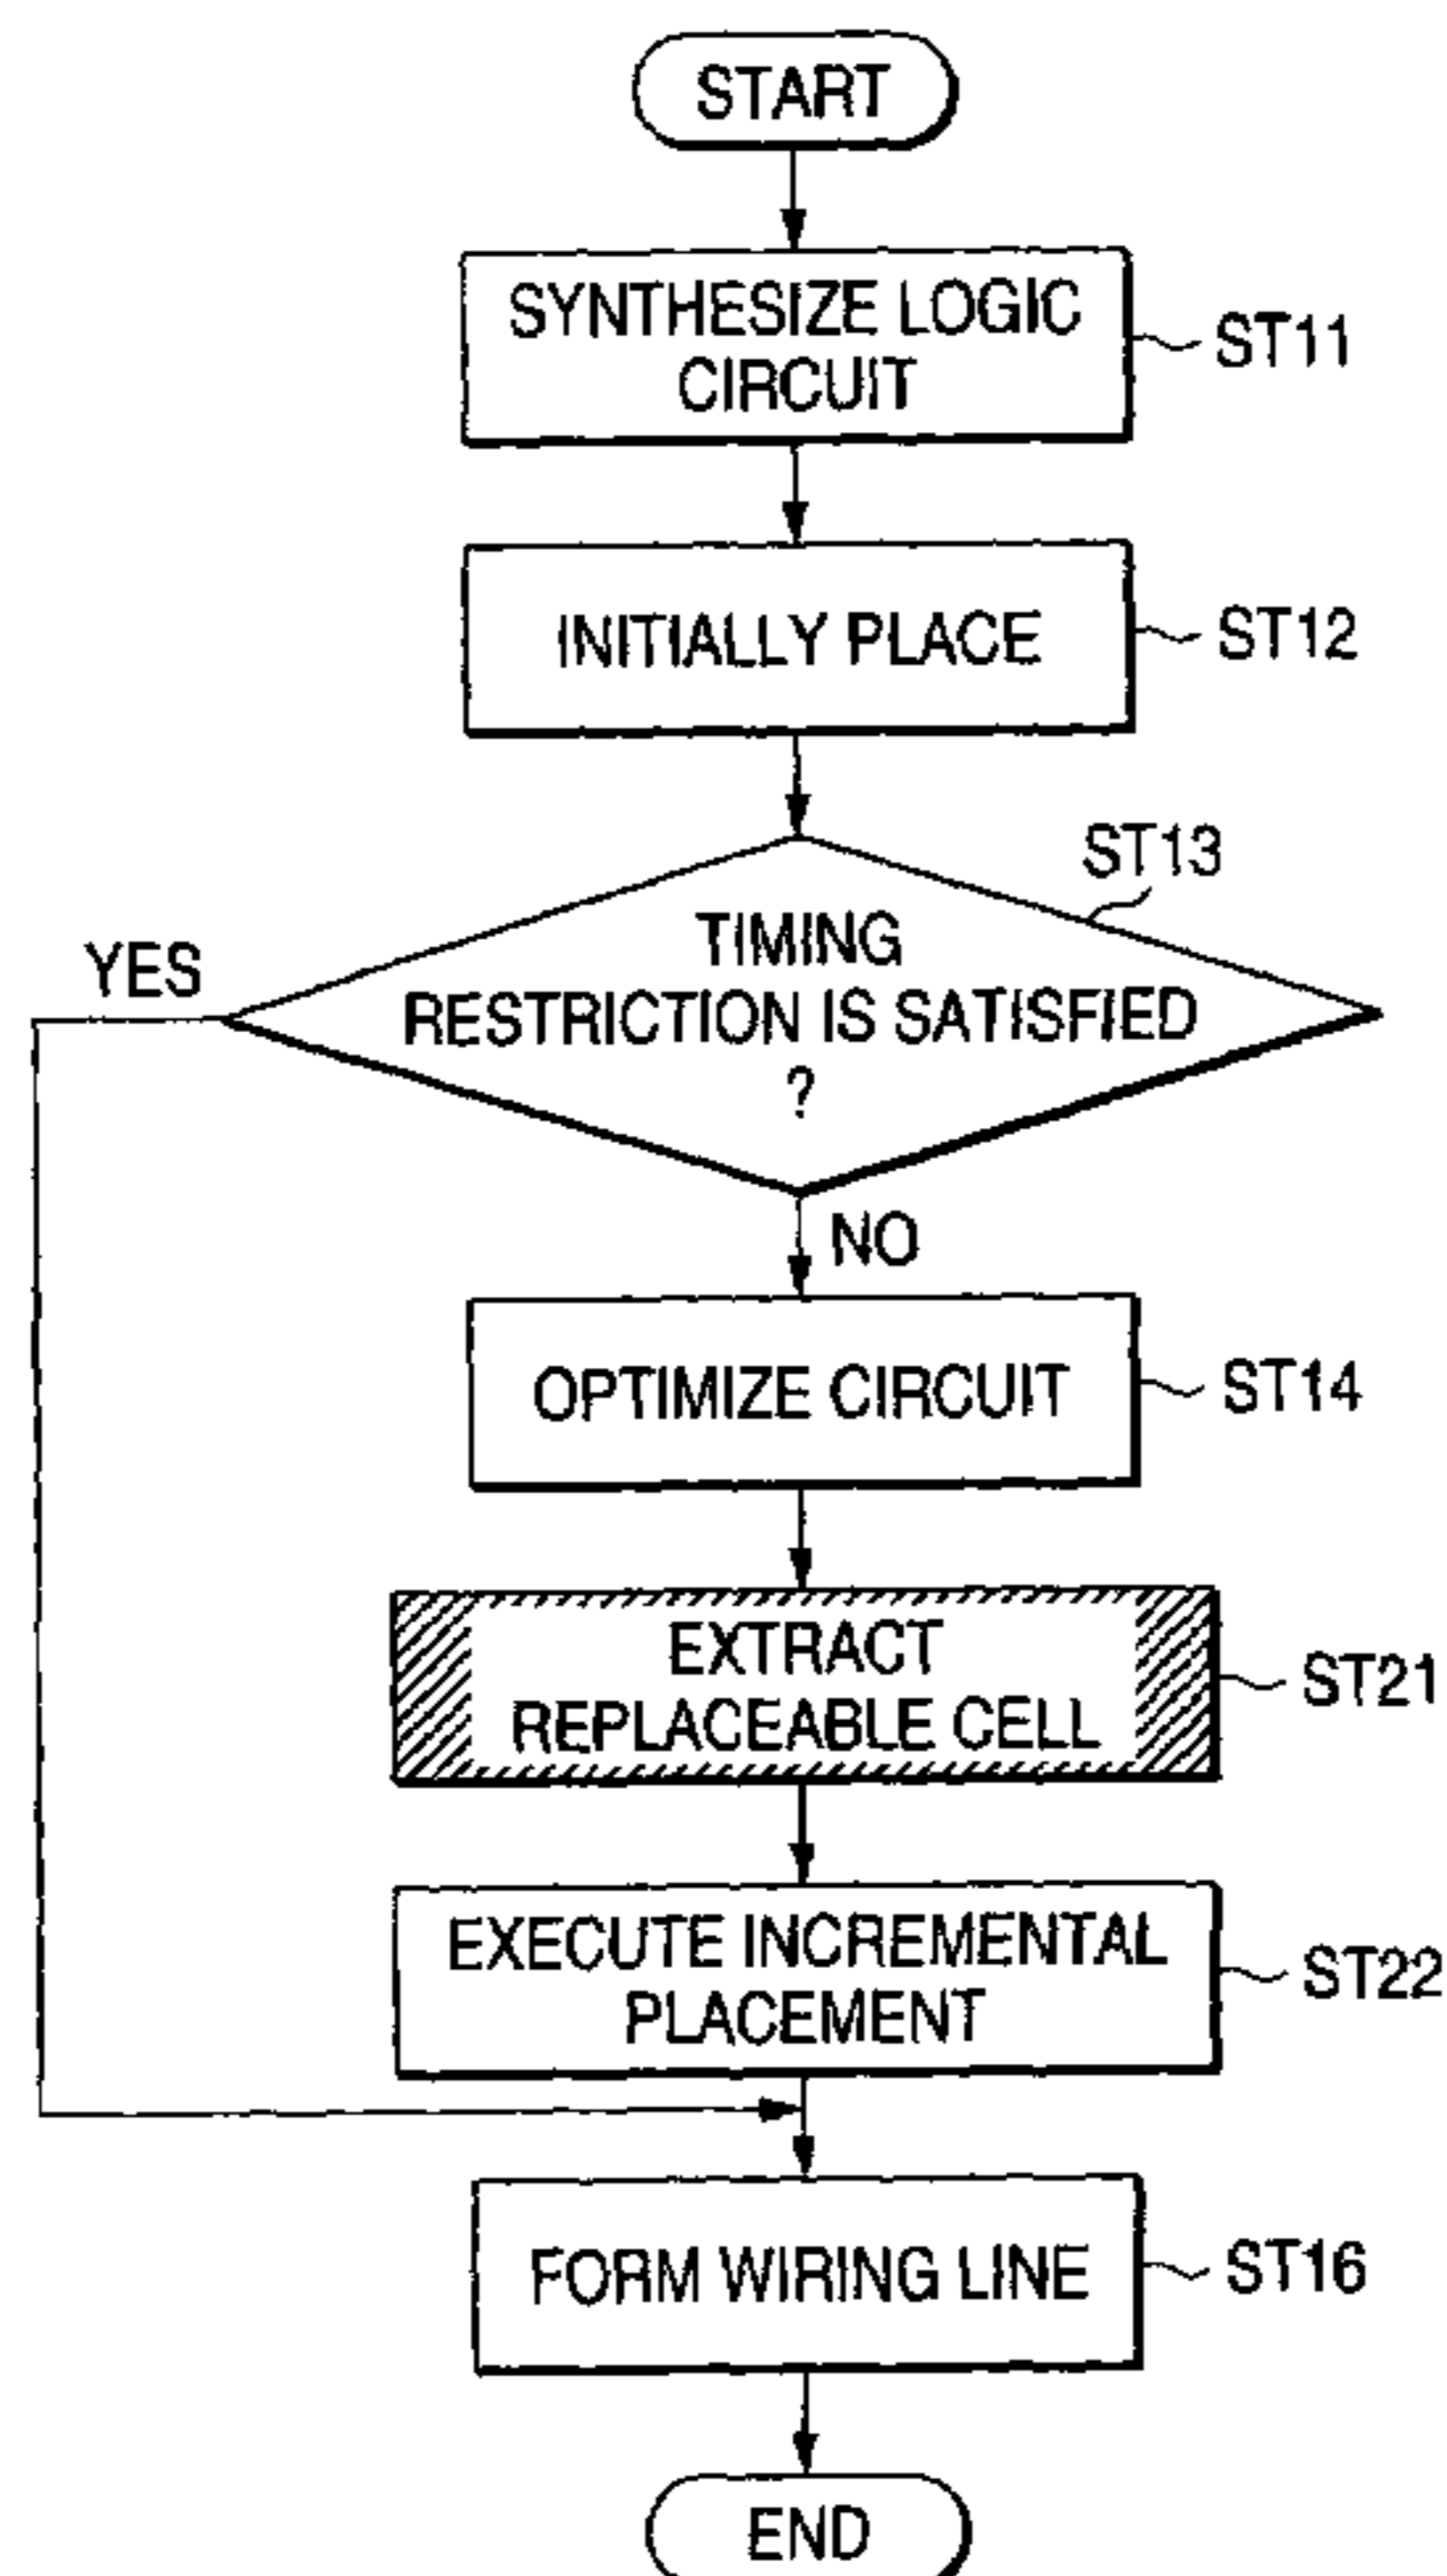 START
SYNTHESIZE LOGIC
CIRCUIT
ST11
INITIALLY PLACE
ST12
ST13
TIMING
RESTRICTION IS SATISFIED
?
YES
NO
OPTIMIZE CIRCUIT
ST14
EXTRACT
REPLACEABLE CELL
ST21
EXECUTE INCREMENTAL
PLACEMENT
ST22
FORM WIRING LINE
ST16
END